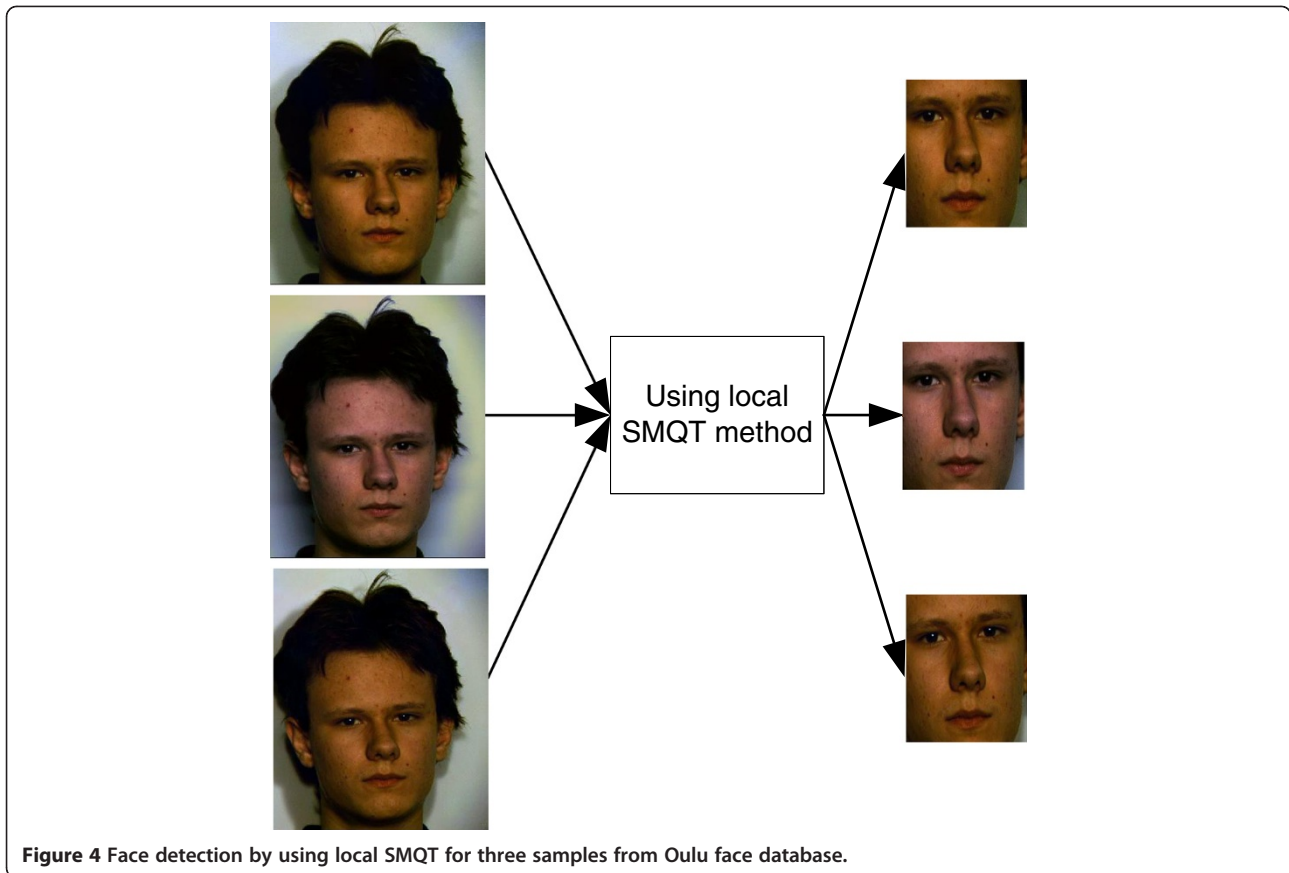 Using local
SMQT method
Figure 4 Face detection by using local SMQT for three samples from Oulu face database.